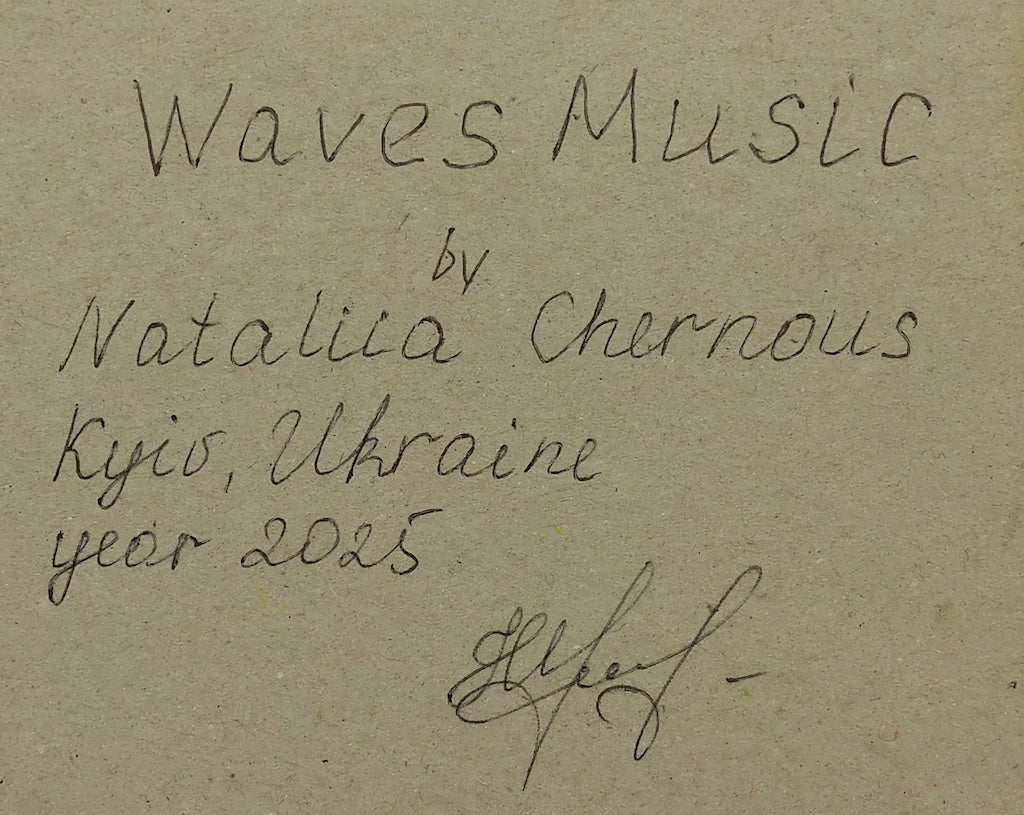 Waves Music
by
Nataliia Chernous
Kyiv, Ukraine
year 2025